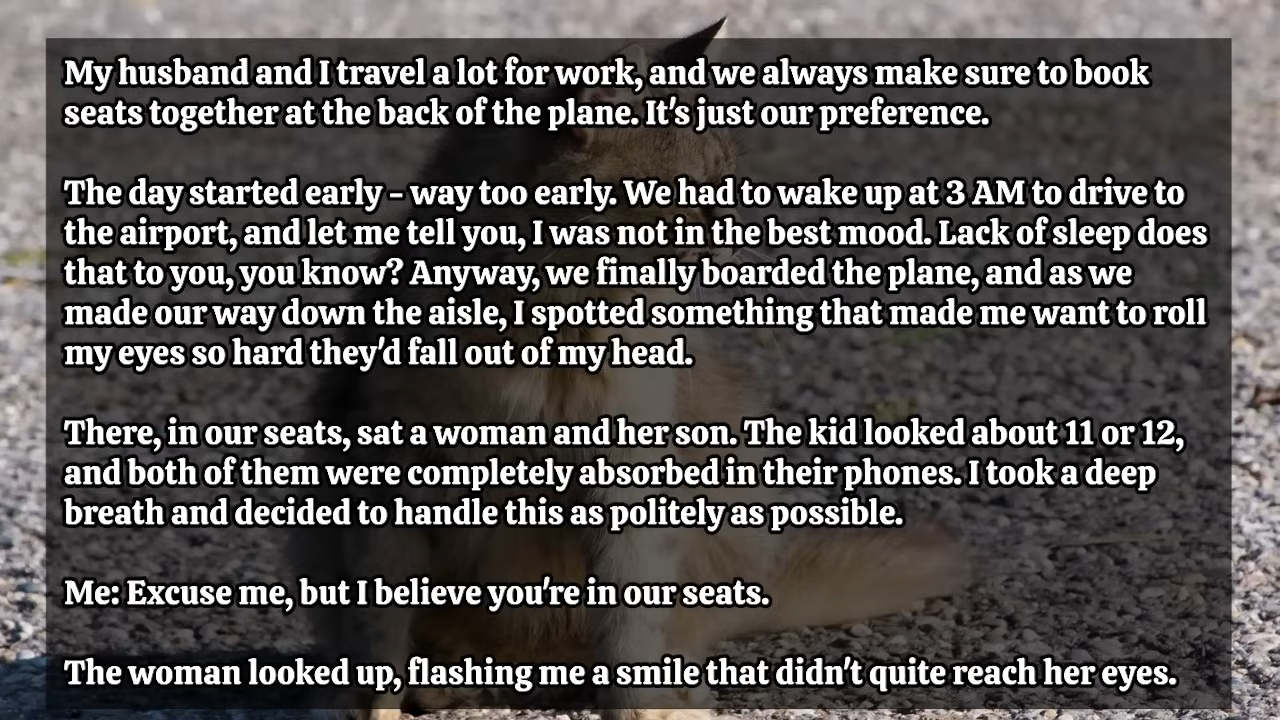 My husband and I travel a lot for work, and we always make sure to book
seats together at the back of the plane. It's just our preference.
The day started early - way too early. We had to wake up at 3 AM to drive to
the airport, and let me tell you, I was not in the best mood. Lack of sleep does
that to you, you know? Anyway, we finally boarded the plane, and as we
made our way down the aisle, I spotted something that made me want to roll
my eyes so hard they'd fall out of my head.
There, in our seats, sat a woman and her son. The kid looked about 11 or 12,
and both of them were completely absorbed in their phones. I took a deep
breath and decided to handle this as politely as possible.
Me: Excuse me, but I believe you're in our seats.
The woman looked up, flashing me a smile that didn't quite reach her eyes.